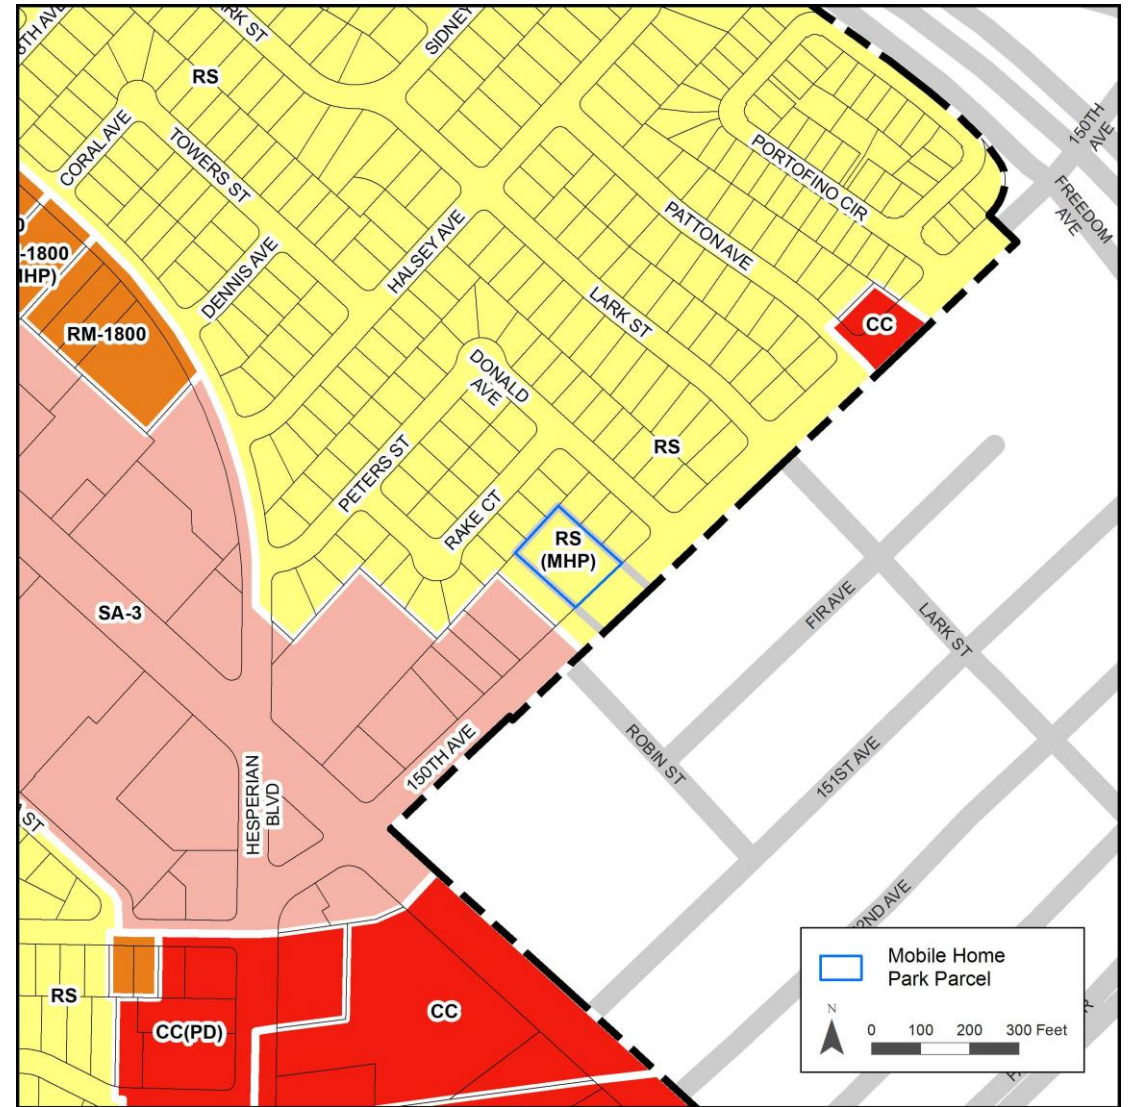 RS
CORAL AVE
TOWERS ST
DENNIS AVE
HALSEY AVE
PORTOFINO CIR
PATTON AVE
LARK ST
150TH
AVE
FREEDOM
AVE
-1800
RM-1800
CC
DONALD
AVE
RS
PETERS ST
RAKE CT
RS
(MHP)
SA-3
FIR AVE
LARK ST
ROBIN ST
151ST AVE
150TH AVE
HESPERIAN
BLVD
ST
2ND AVE
RS
CC(PD)
CC
Mobile Home
Park Parcel
N
0 100 200 300 Feet